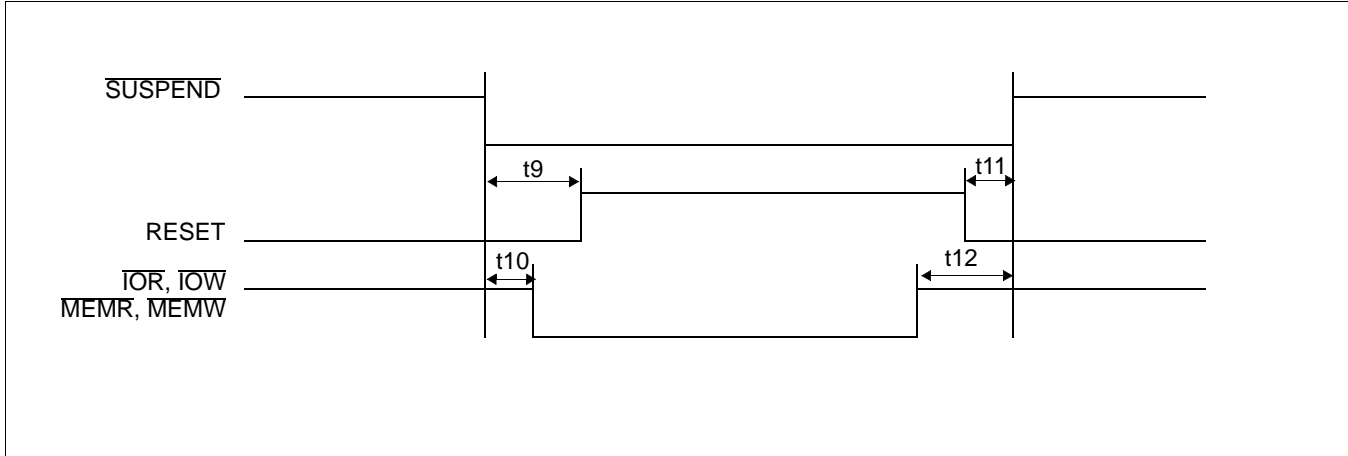 SUSPEND
t9
t11
RESET
t10
t12
IOR, IOW
MEMR, MEMW